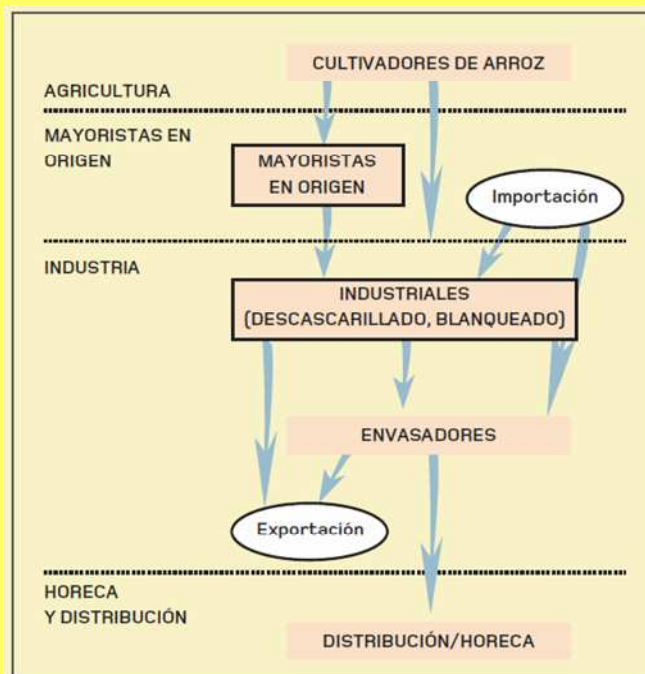 CULTIVADORES DE ARROZ
AGRICULTURA
MAYORISTAS EN
ORIGEN
MAYORISTAS
EN ORIGEN
Importación
INDUSTRIA
INDUSTRIALES
(DESCASCARILLADO, BLANQUEADO)
ENVASADORES
Exportación
HORECA
Y DISTRIBUCIÓN
DISTRIBUCIÓN/HORECA